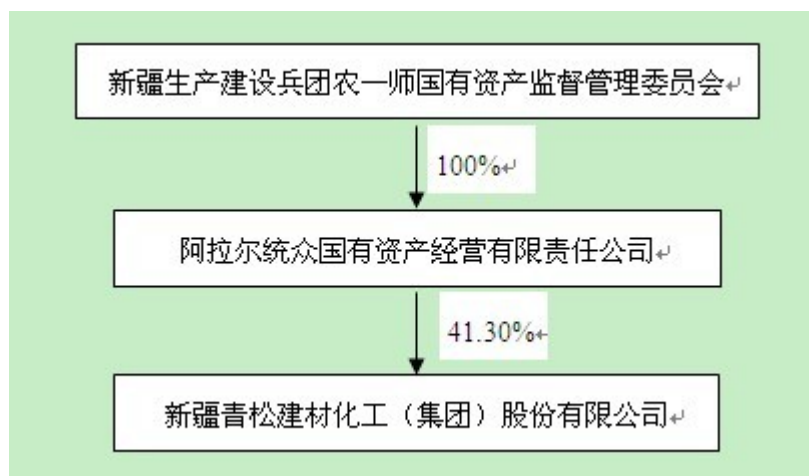 新疆生产建设兵团农一师国有资产监督管理委员会↵
100%↵
阿拉尔统众国有资产经营有限责任公司↵
41.30%↵
新疆青松建材化工（集团）股份有限公司↵